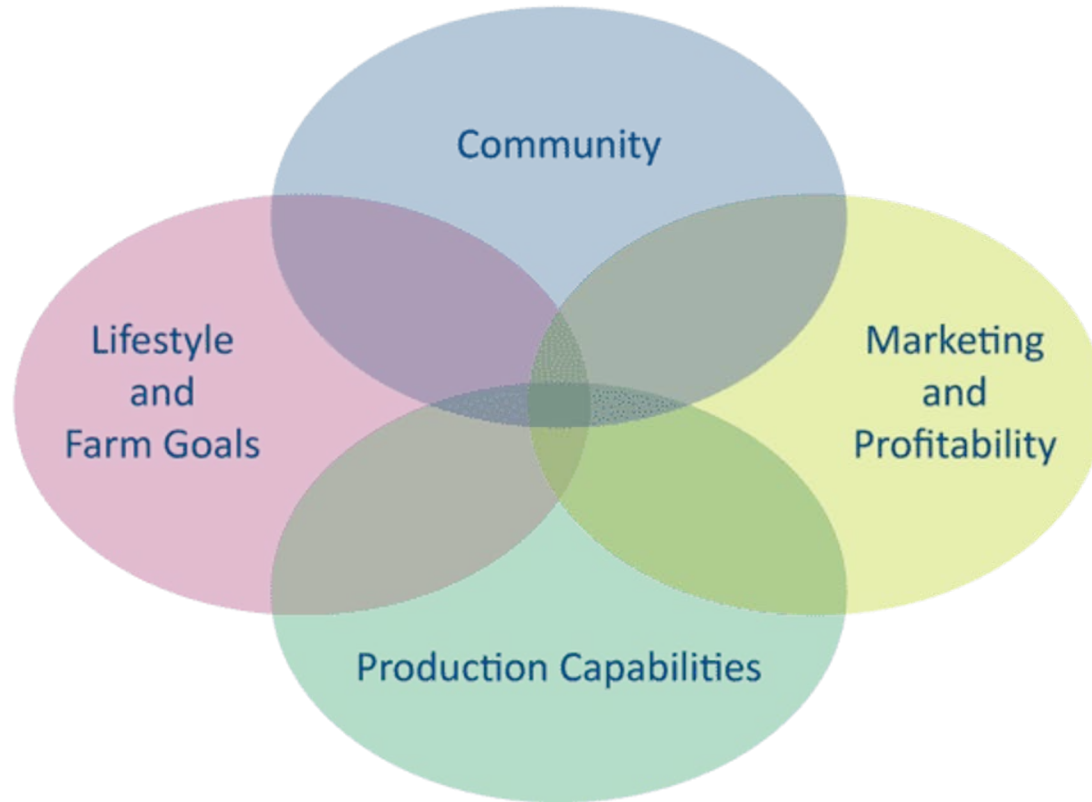 Community
Lifestyle
and
Farm Goals
Marketing
and
Profitability
Production Capabilities